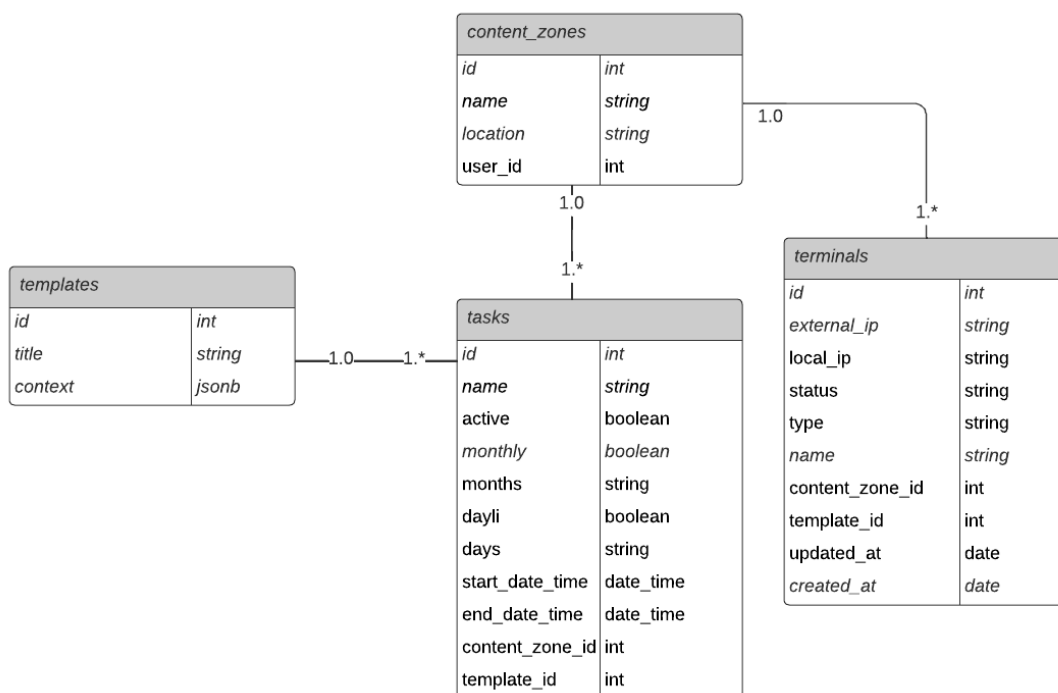 content_zones
id int
name string
location string
user_id int
1.0
1.0
1.*
1.*
templates
id int
title string
context jsonb
1.0
1.*
tasks
id int
name string
active boolean
monthly boolean
months string
dayli boolean
days string
start_date_time date_time
end_date_time date_time
content_zone_id int
template_id int
terminals
id int
external_ip string
local_ip string
status string
type string
name string
content_zone_id int
template_id int
updated_at date
created_at date